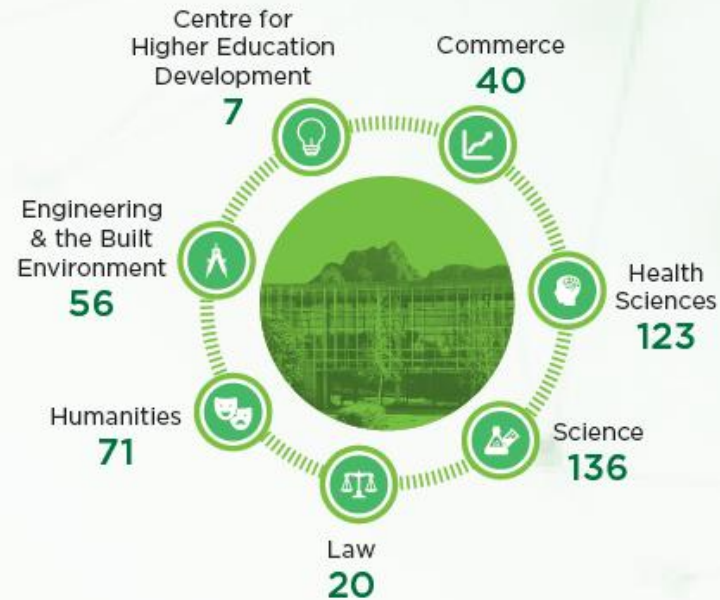 Centre for
Higher Education
Development
7
Commerce
40
Engineering
& the Built
Environment
56
Health
Sciences
123
Humanities
71
Science
136
Law
20